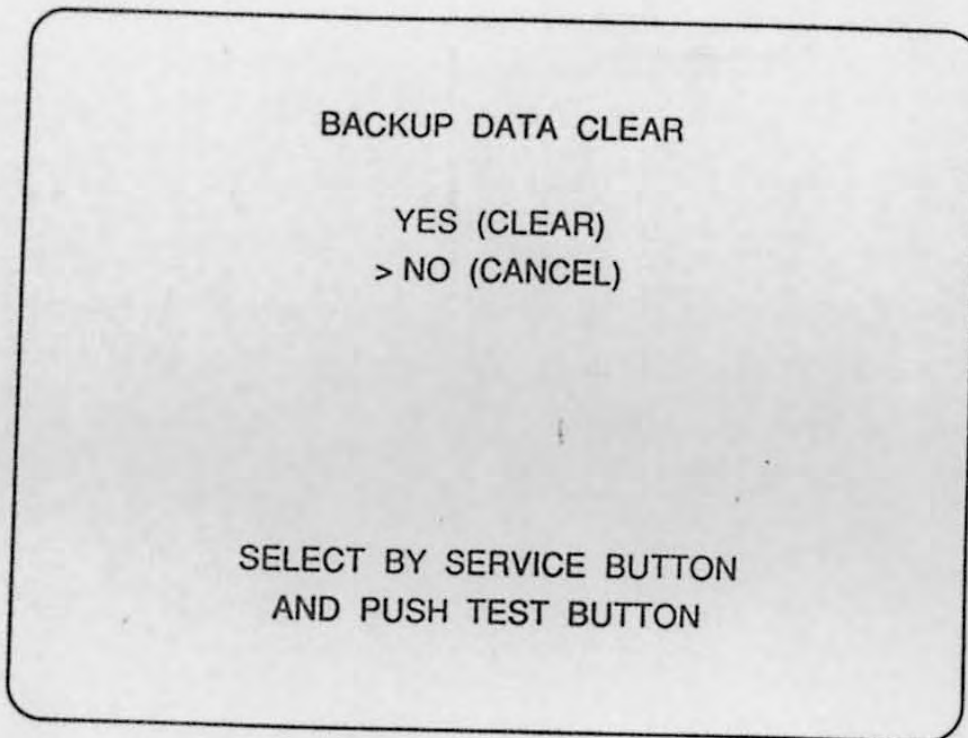 BACKUP DATA CLEAR
YES (CLEAR)
> NO (CANCEL)
SELECT BY SERVICE BUTTON
AND PUSH TEST BUTTON